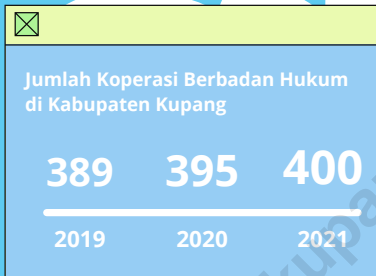 Jumlah Koperasi Berbadan Hukum
di Kabupaten Kupang
389 395 400
2019 2020 2021